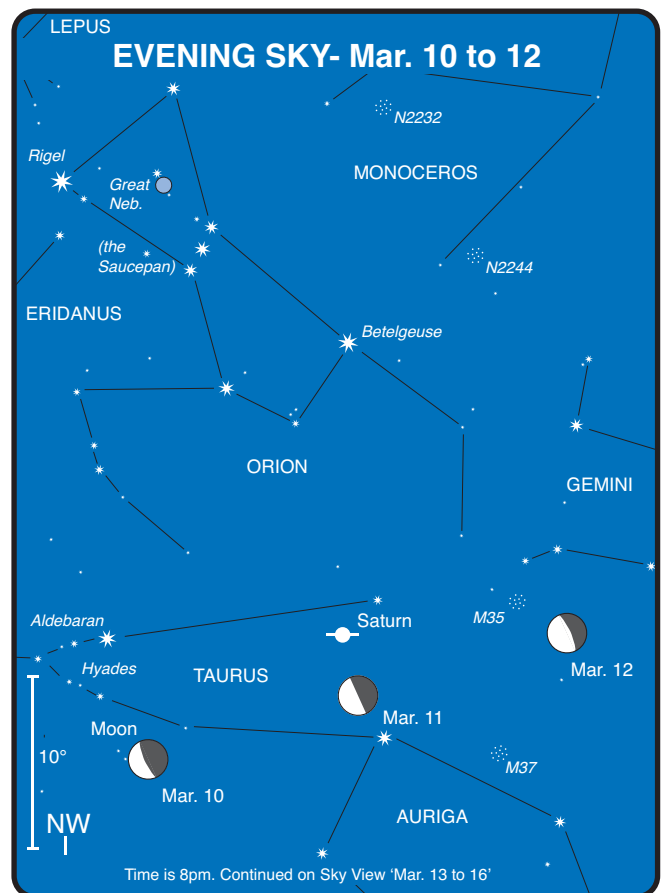 LEPUS
EVENING SKY- Mar. 10 to 12
N2232
Rigel
MONOCEROS
Great
Neb.
(the
Saucepan)
N2244
ERIDANUS
Betelgeuse
ORION
GEMINI
M35
Aldebaran
Saturn
Hyades
TAURUS
Mar. 12
Mar. 11
Moon
10°
M37
Mar. 10
AURIGA
NW
Time is 8pm. Continued on Sky View ‘Mar. 13 to 16’